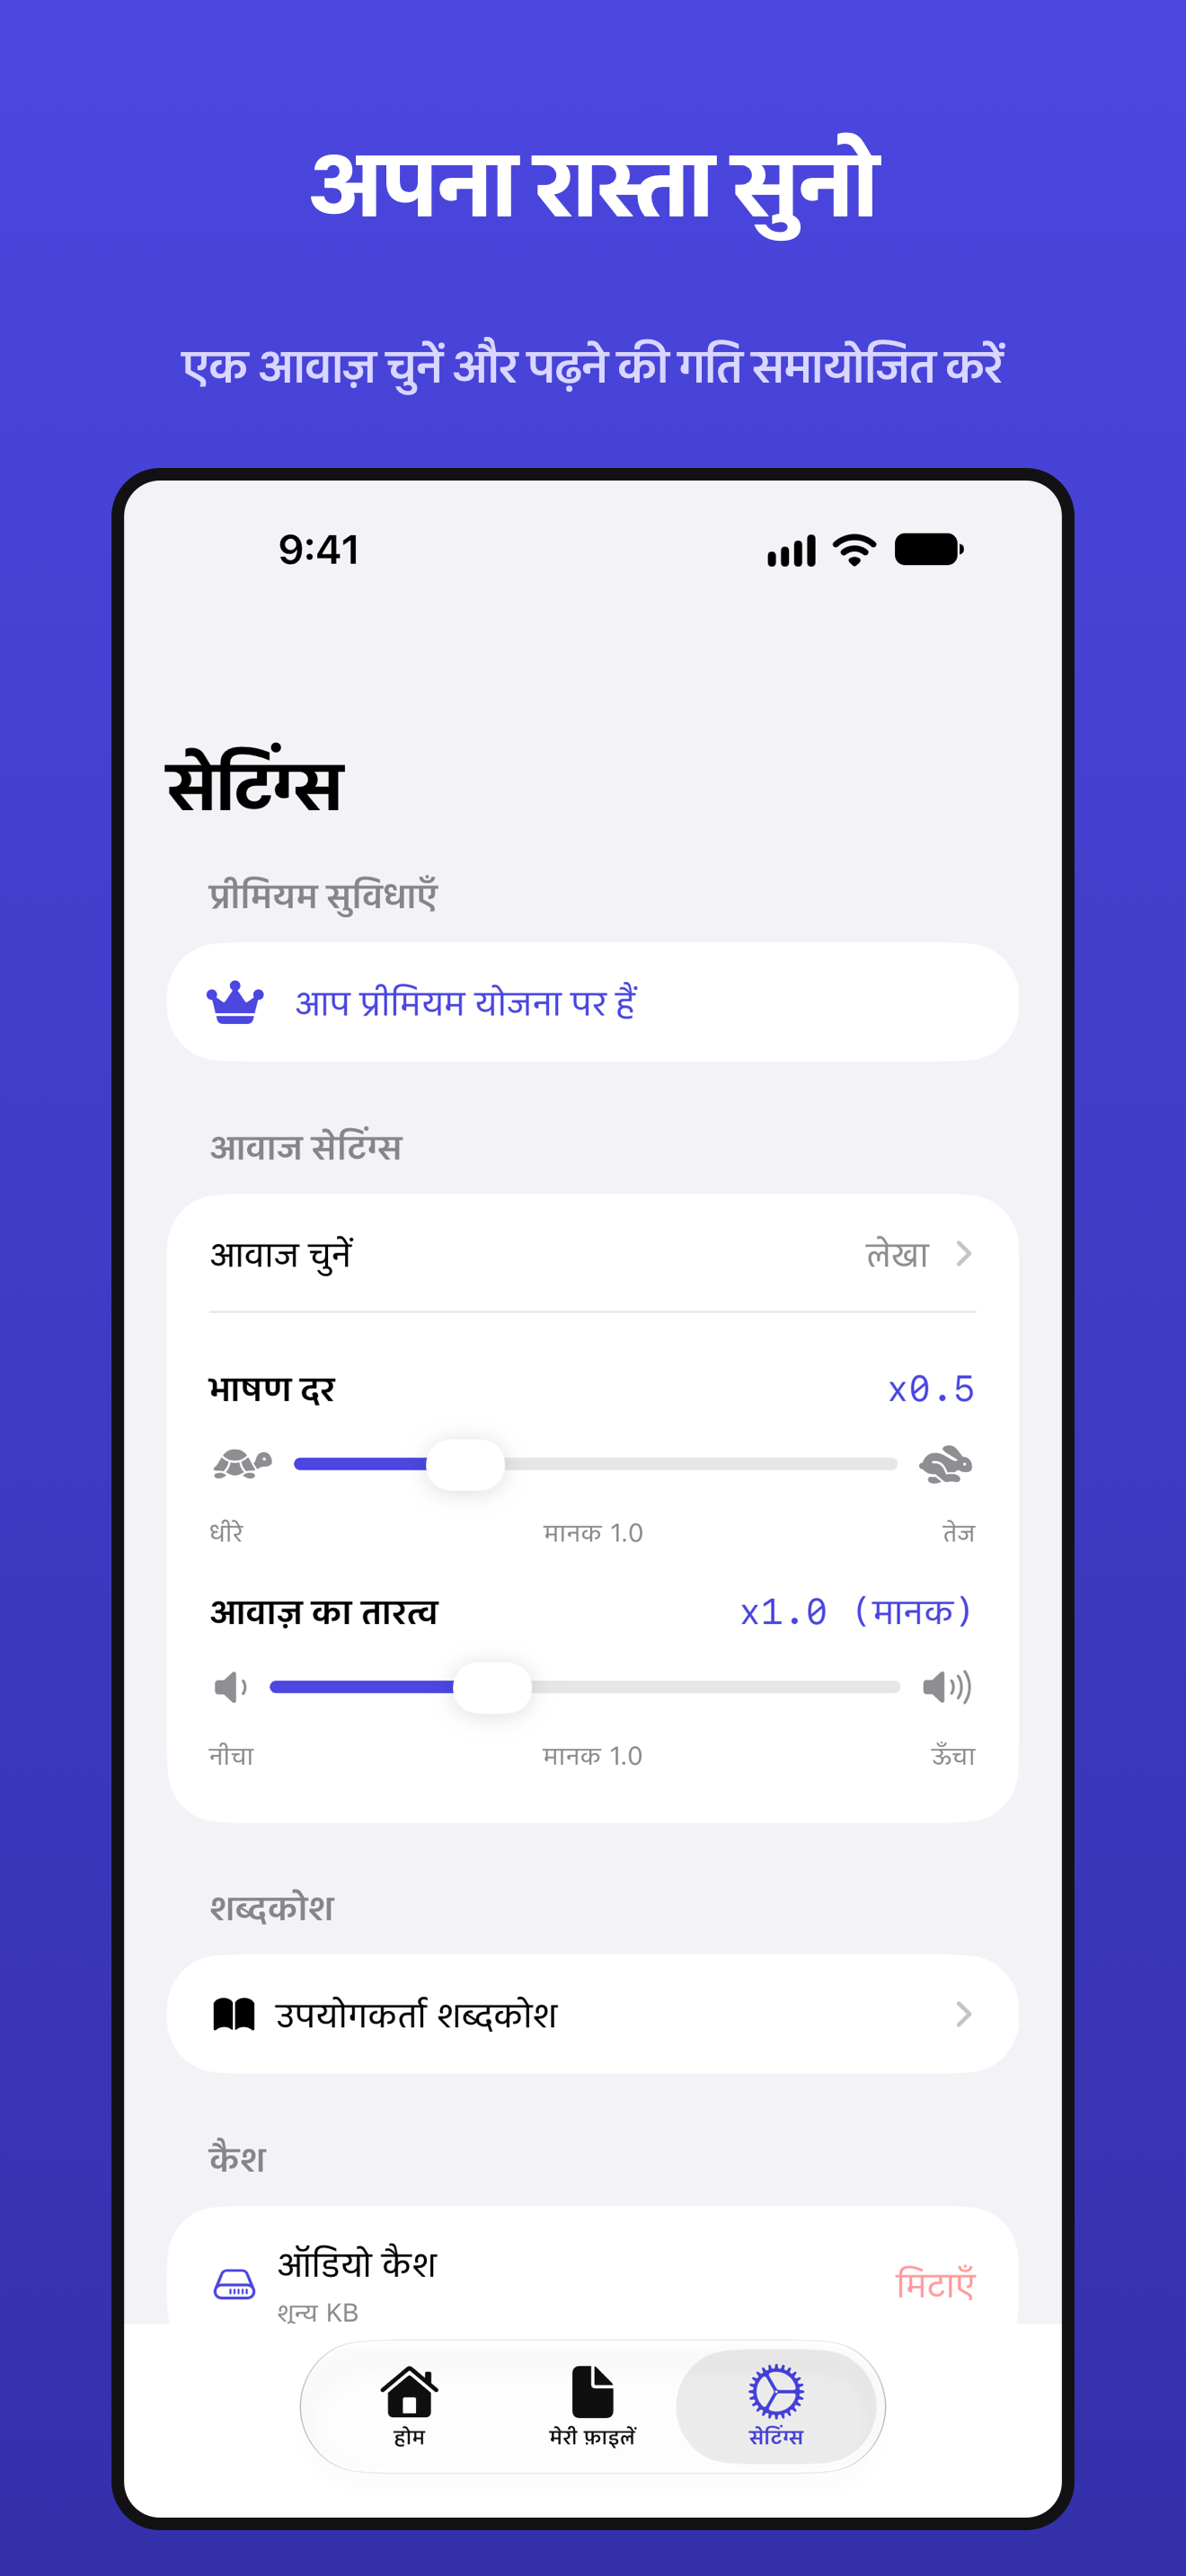 अपना रास्ता सुनो
एक आवाज़ चुनें और पढ़ने की गति समायोजित करें
9:41
सेटिंग्स
प्रीमियम सुविधाएँ
आप प्रीमियम योजना पर हैं
आवाज सेटिंग्स
आवाज चुनें लेखा
भाषण दर x0.5
धीरे मानक 1.0 तेज
आवाज़ का तारत्व x1.0 (मानक)
नीचा मानक 1.0 ऊँचा
शब्दकोश
उपयोगकर्ता शब्दकोश
कैश
ऑडियो कैश
मिटाएँ
शून्य KB
होम मेरी फ़ाइलें सेटिंग्स